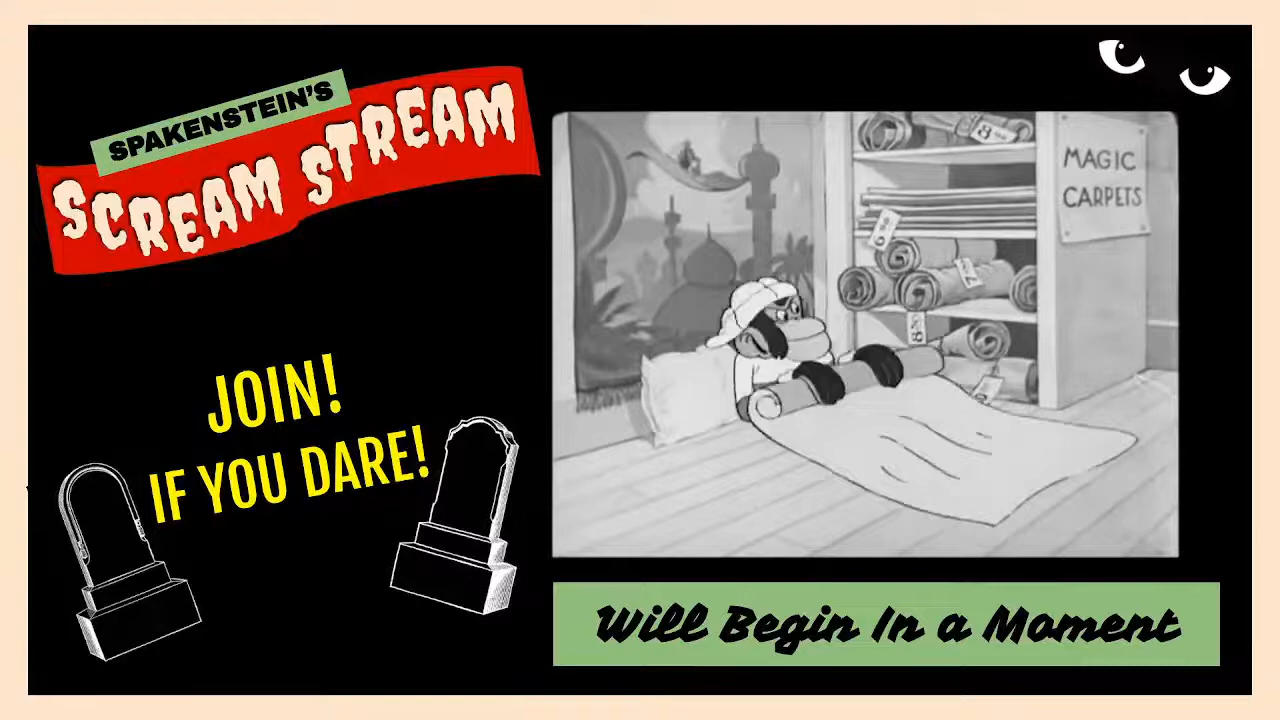 SPAKENSTEIN'S
SCREAM STREAM
JOIN!
IF YOU DARE!
MAGIC
CARPETS
Will Begin In a Moment